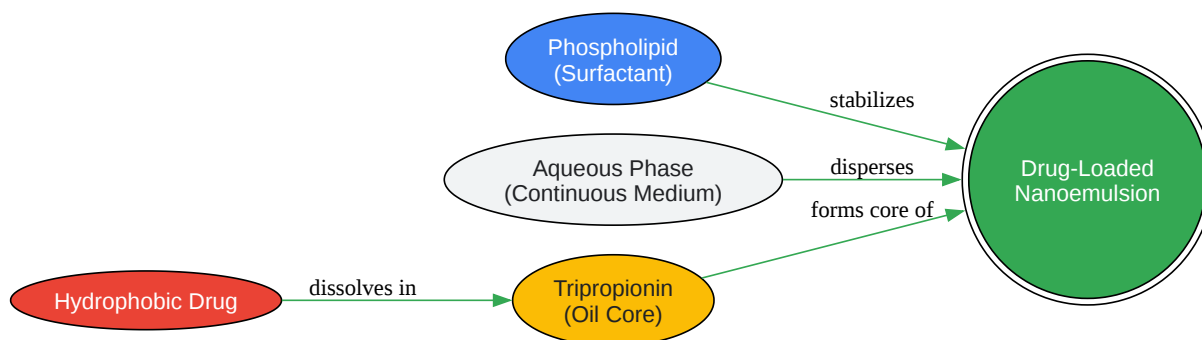 Phospholipid
(Surfactant)
stabilizes
Aqueous Phase
(Continuous Medium)
disperses
Drug-Loaded
Nanoemulsion
forms core of
Hydrophobic Drug
dissolves in
Tripropionin
(Oil Core)